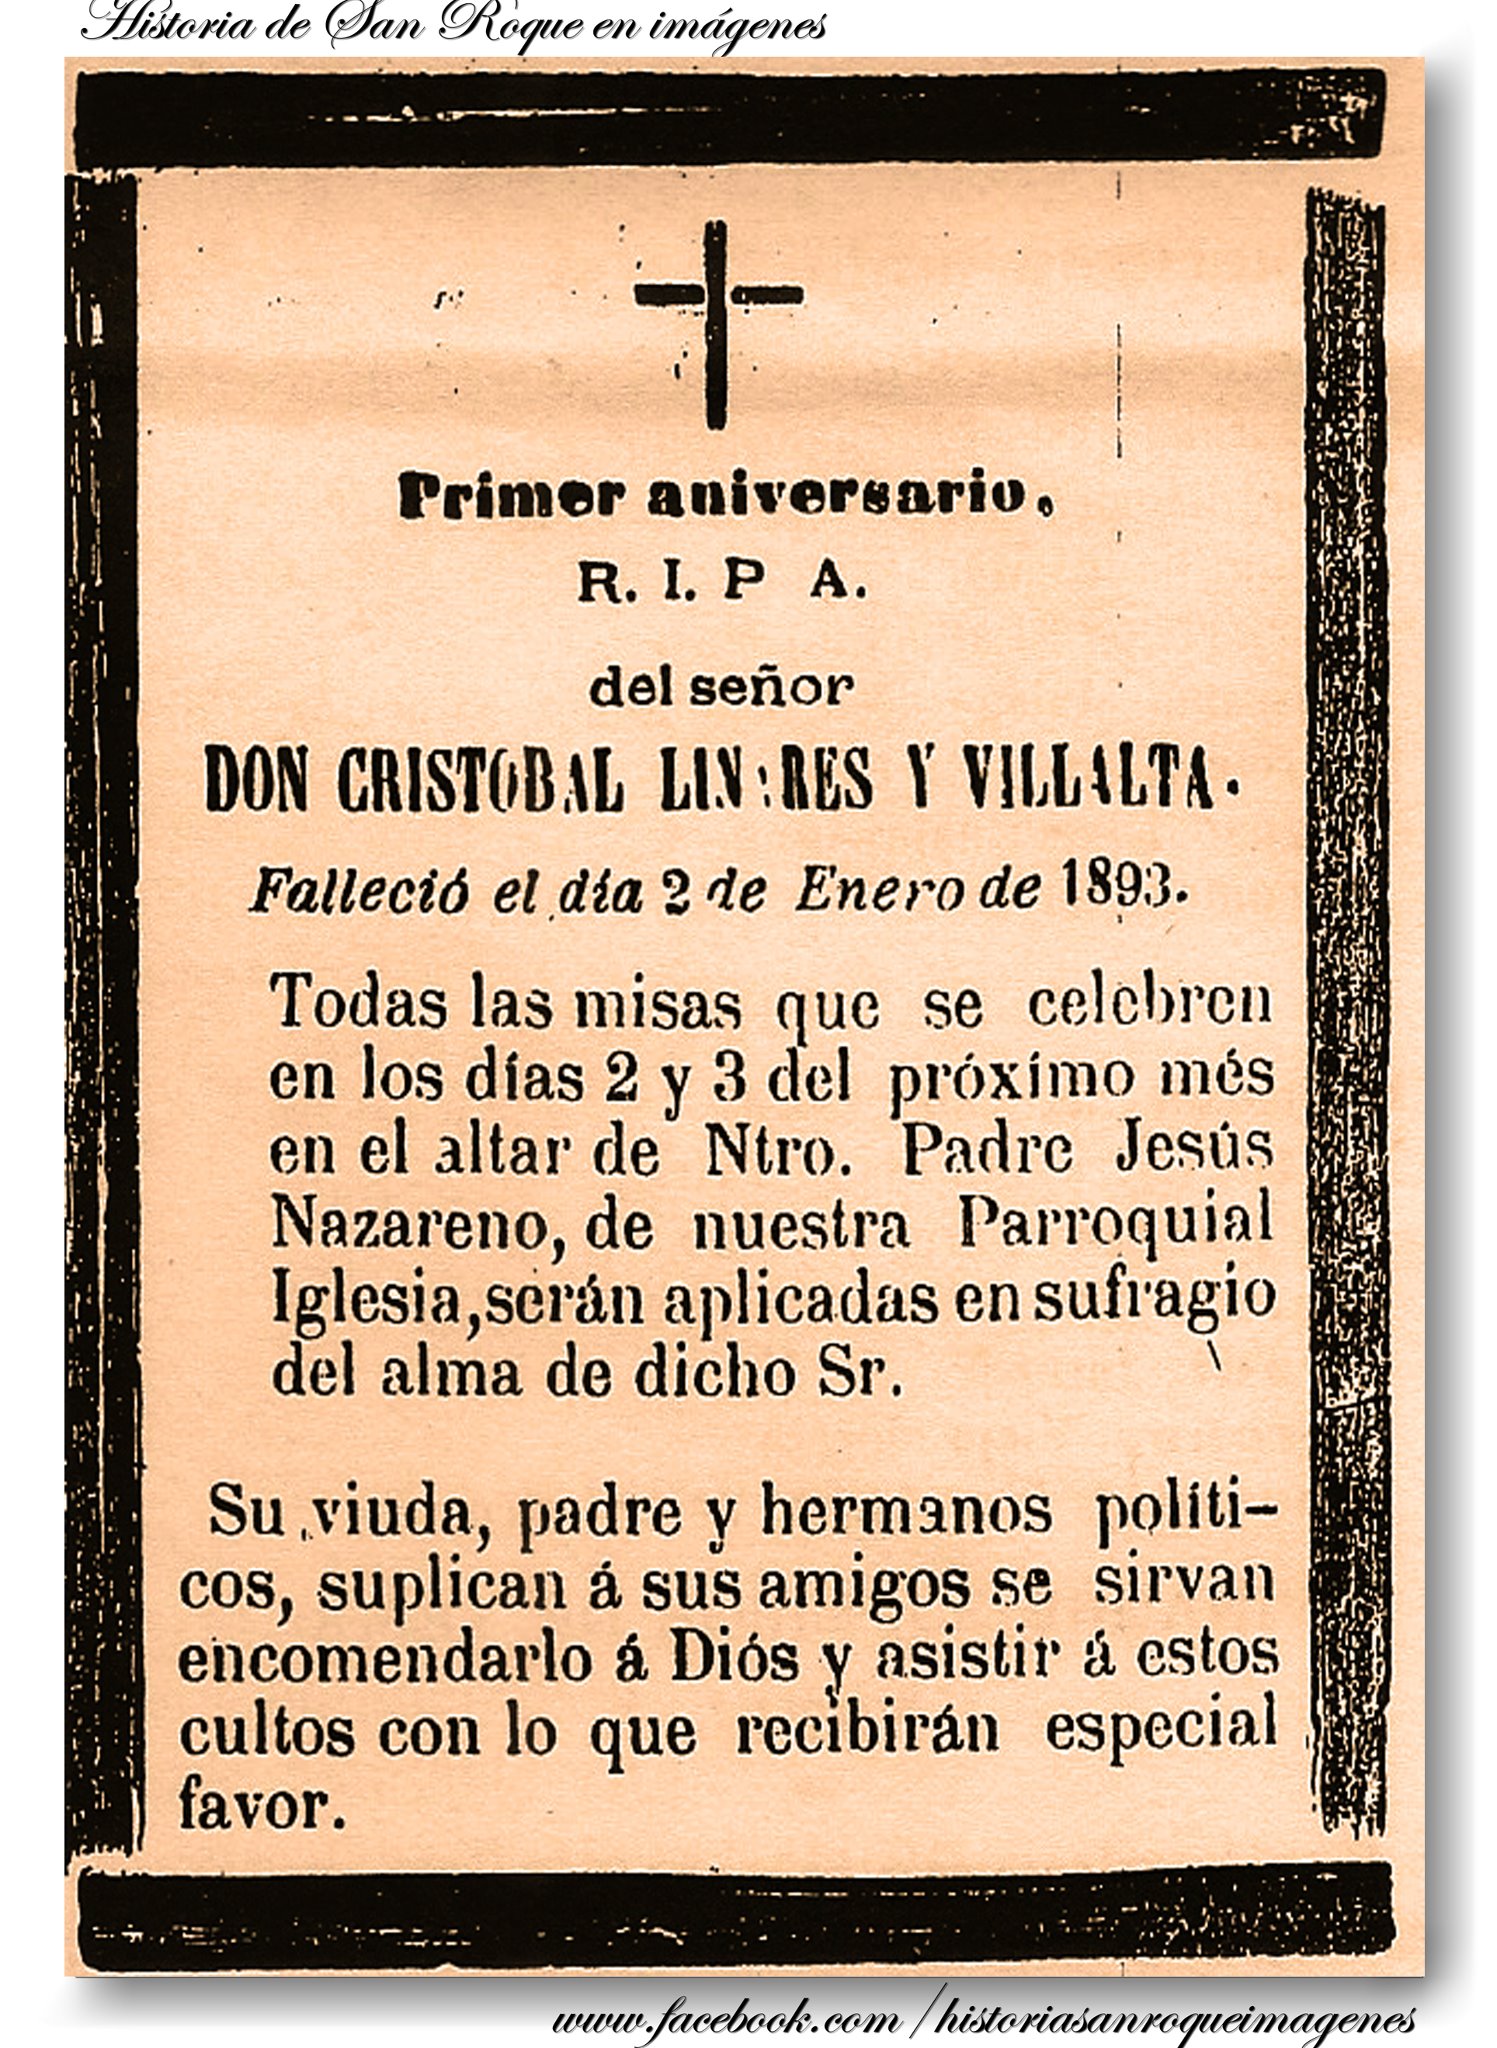 Historia de San Roque en imágenes
Primer aniversario.
R. I. P A.
del señor
DON CRISTOBAL LINARES Y VILLALTA.
Falleció el día 2 de Enero de 1893.
Todas las misas que se celebren
en los días 2 y 3 del próximo més
en el altar de Ntro. Padre Jesús
Nazareno, de nuestra Parroquial
Iglesia, serán aplicadas en sufragio
del alma de dicho Sr.
Su viuda, padre y hermanos políti-
cos, suplican á sus amigos se sirvan
encomendarlo á Diós y asistir á estos
cultos con lo que recibirán especial
favor.
www.facebook.com/historiasanroqueimagenes